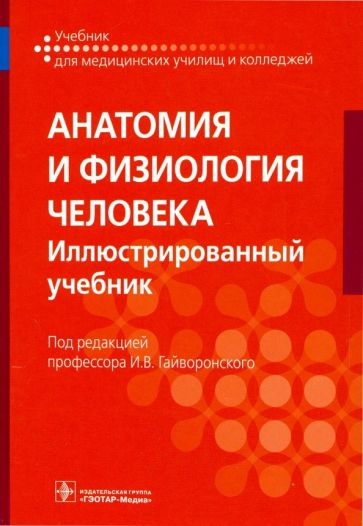 Учебник
для медицинских училищ и колледжей
АНАТОМИЯ
И ФИЗИОЛОГИЯ
ЧЕЛОВЕКА
Иллюстрированный
учебник
Под редакцией
профессора И.В. Гайворонского
ИЗДАТЕЛЬСКАЯ ГРУППА
«ГЭОТАР-Медиа»